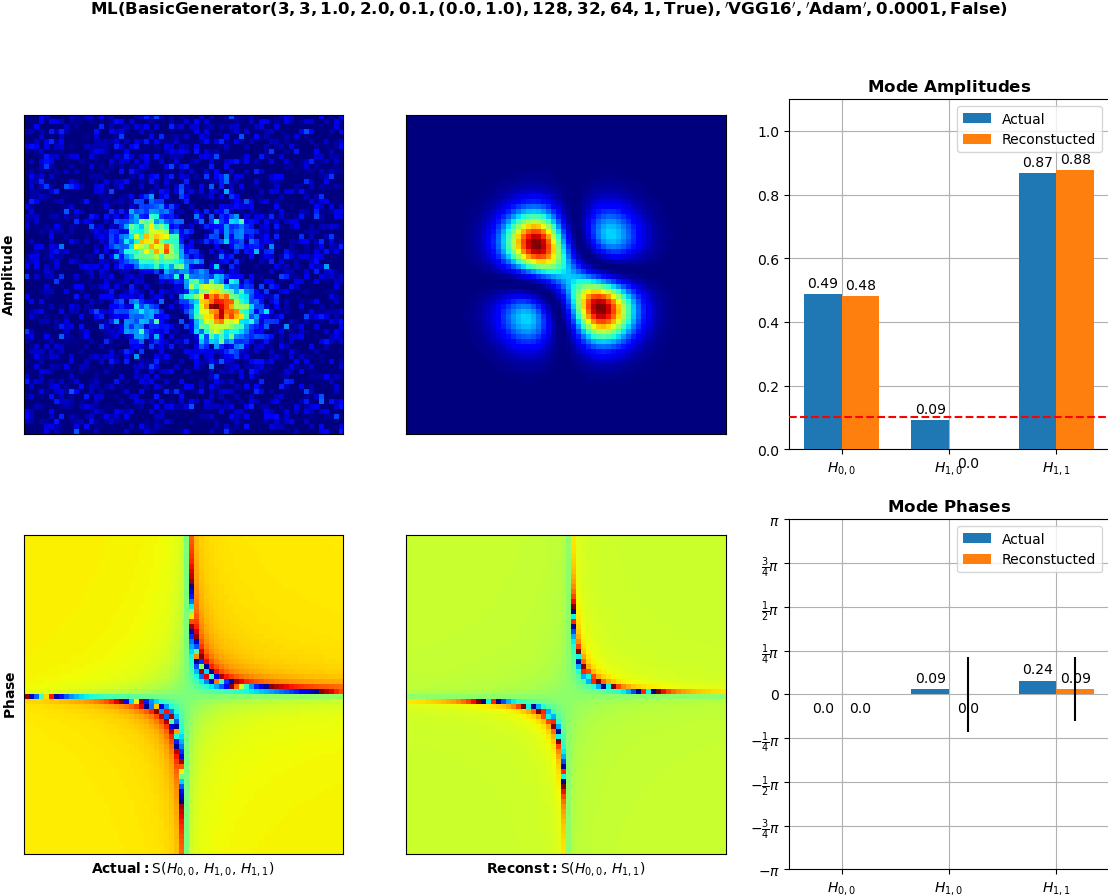 ML(BasicGenerator(3, 3, 1.0, 2.0, 0.1, (0.0, 1.0), 128, 32, 64, 1, True), ′VGG16′, ′Adam′, 0.0001, False)
Amplitude
Mode Amplitudes
Actual
Reconstucted
1.0
0.8
0.6
0.4
0.2
0.0
0.49 0.48
0.09
0.0
0.87 0.88
H0,0 H1,0 H1,1
Phase
Actual: S(H0,0, H1,0, H1,1)
Reconst: S(H0,0, H1,1)
Mode Phases
Actual
Reconstucted
π
3/4π
1/2π
1/4π
0
−1/4π
−1/2π
−3/4π
−π
0.0 0.0
0.09
0.0
0.24
0.09
H0,0 H1,0 H1,1